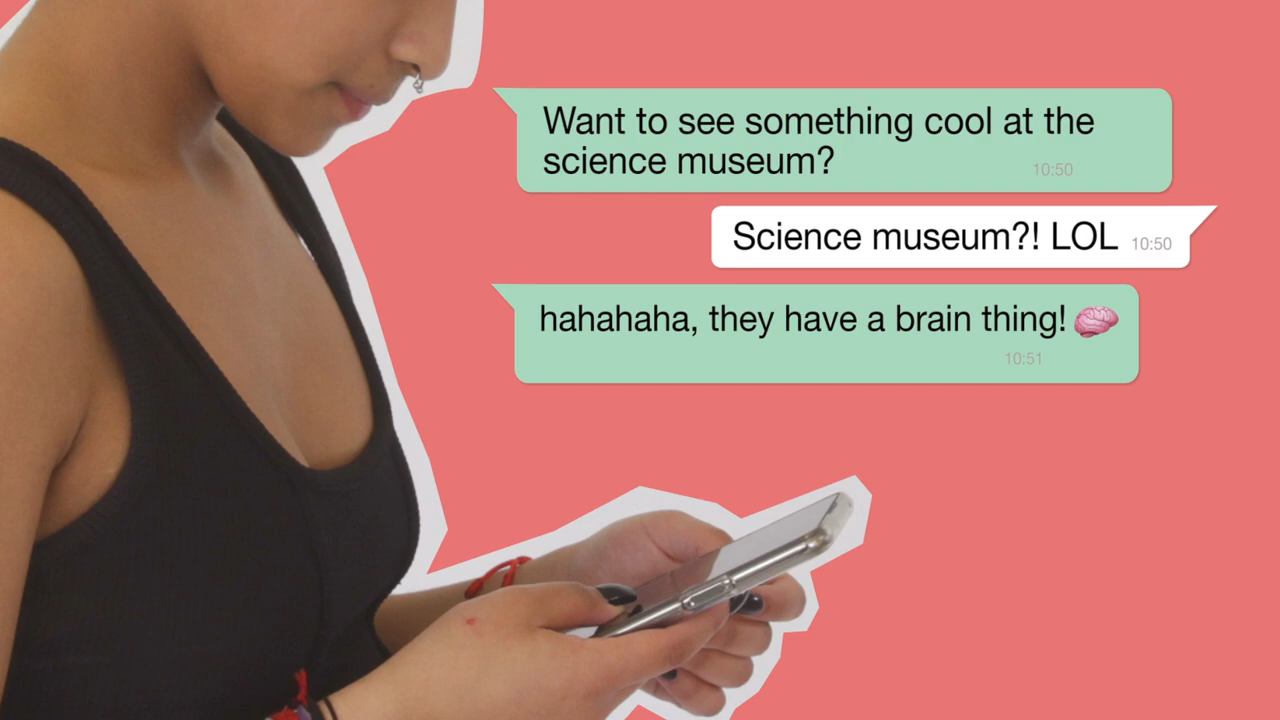 Want to see something cool at the
science museum?
10:50
Science museum?! LOL 10:50
hahahaha, they have a brain thing! 🧠
10:51